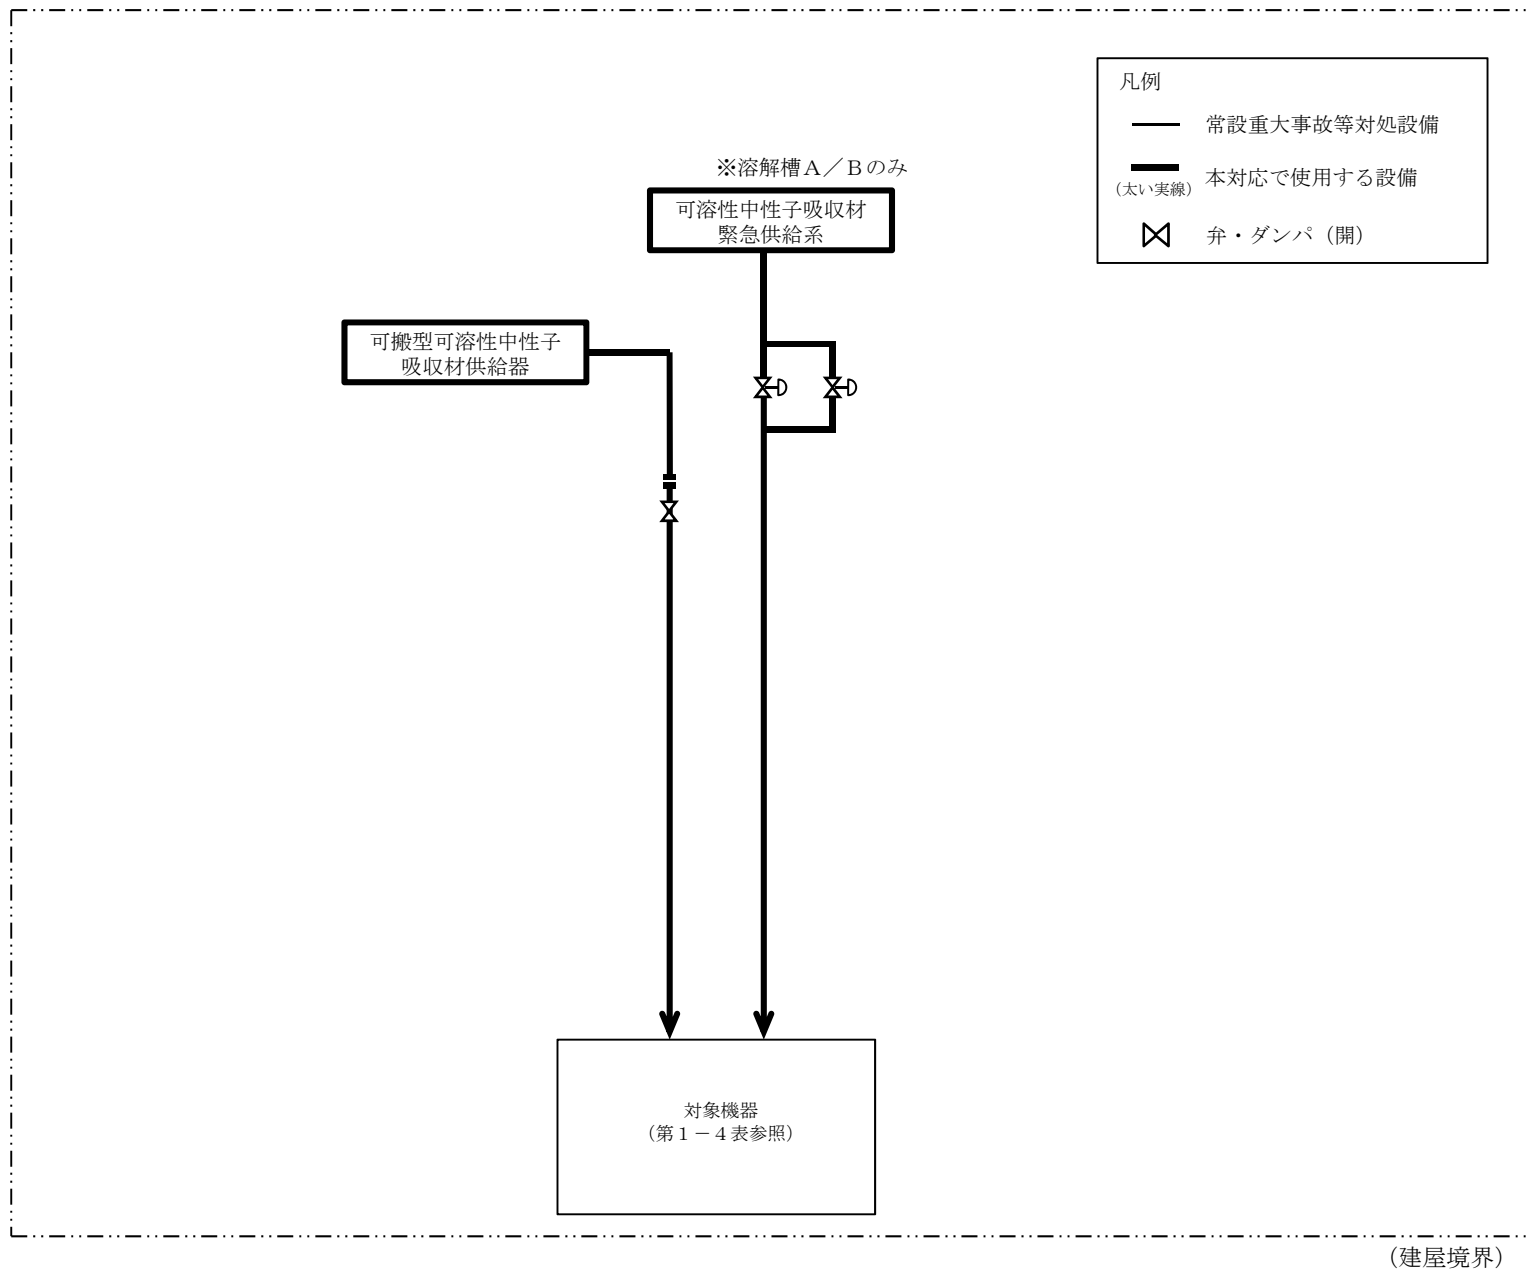 凡例
常設重大事故等対処設備
本対応で使用する設備
（太い実線）
弁・ダンパ（開）
※溶解槽Ａ／Ｂのみ
可溶性中性子吸収材
緊急供給系
可搬型可溶性中性子
吸収材供給器
対象機器
（第１－４表参照）
（建屋境界）